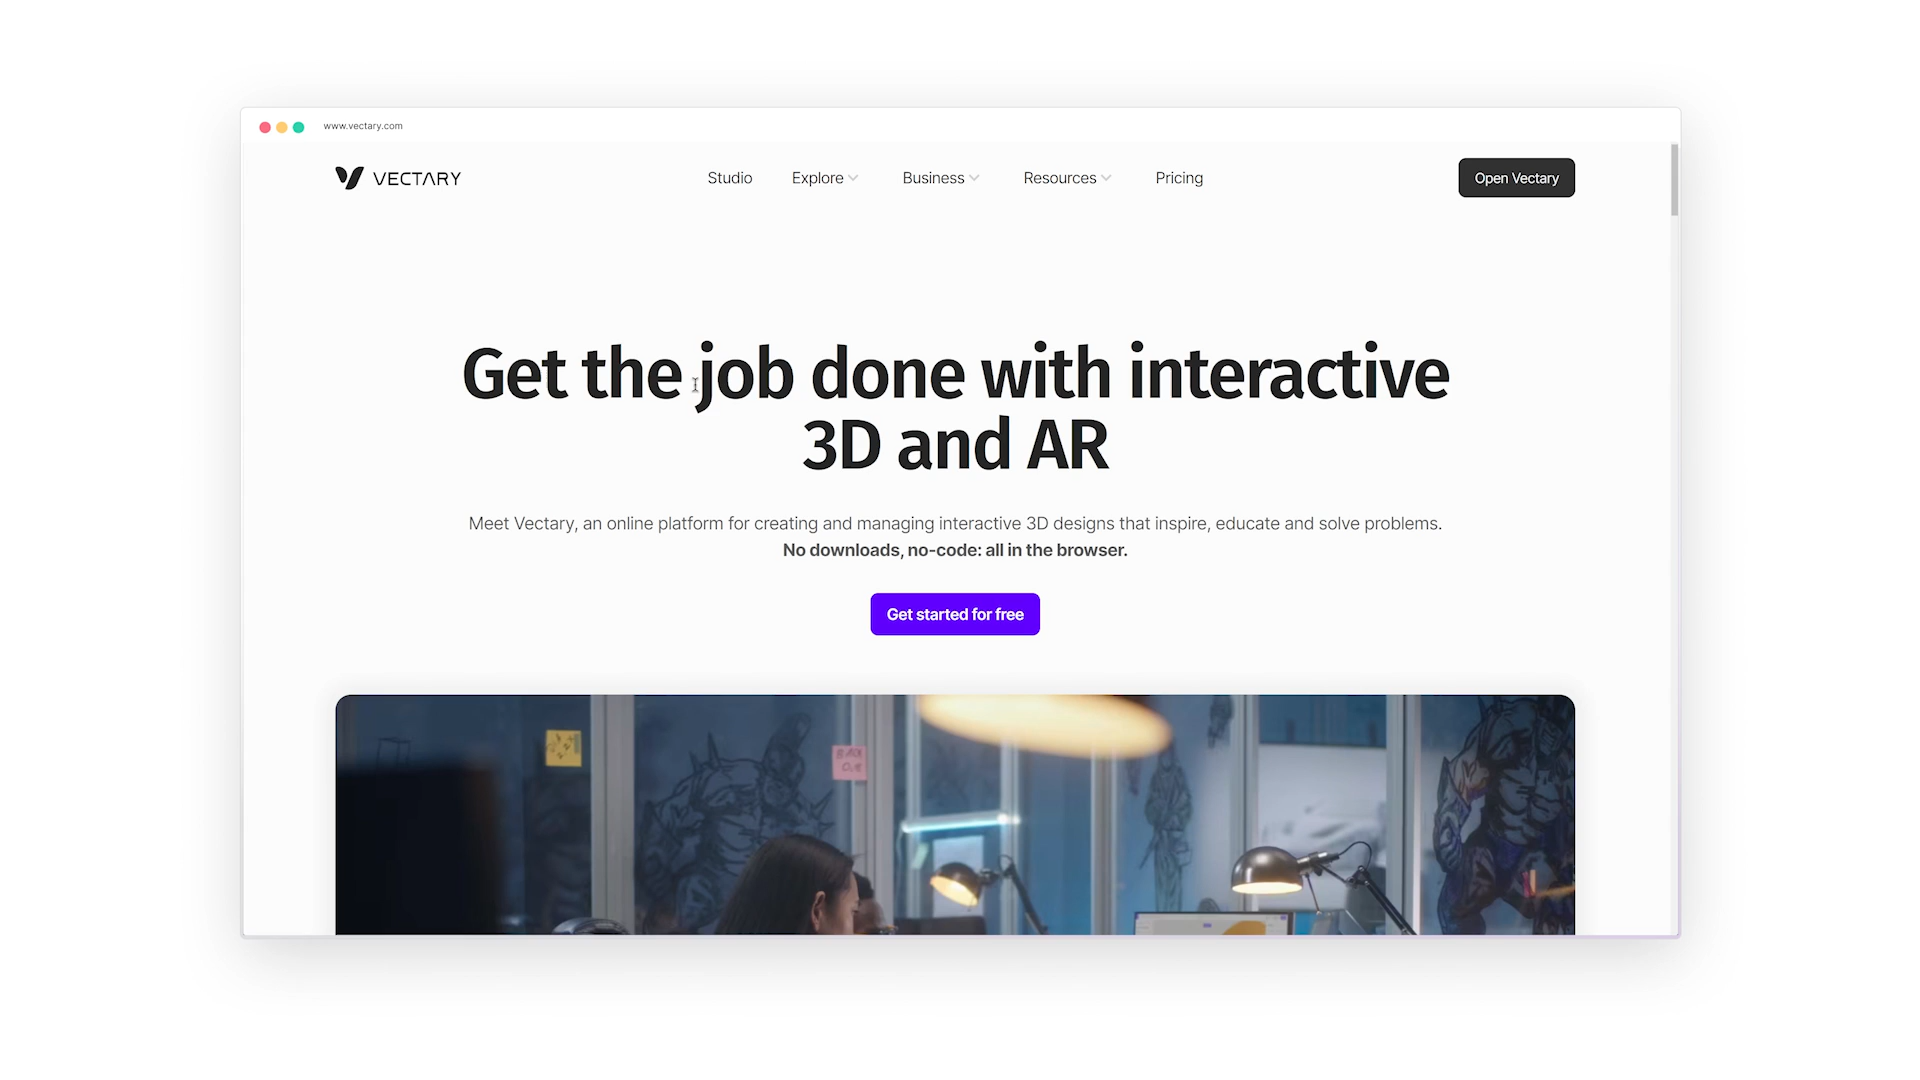 www.vectary.com
VECTARY
Studio
Explore
Business
Resources
Pricing
Open Vectary
Get the job done with interactive
3D and AR
Meet Vectary, an online platform for creating and managing interactive 3D designs that inspire, educate and solve problems.
No downloads, no-code: all in the browser.
Get started for free